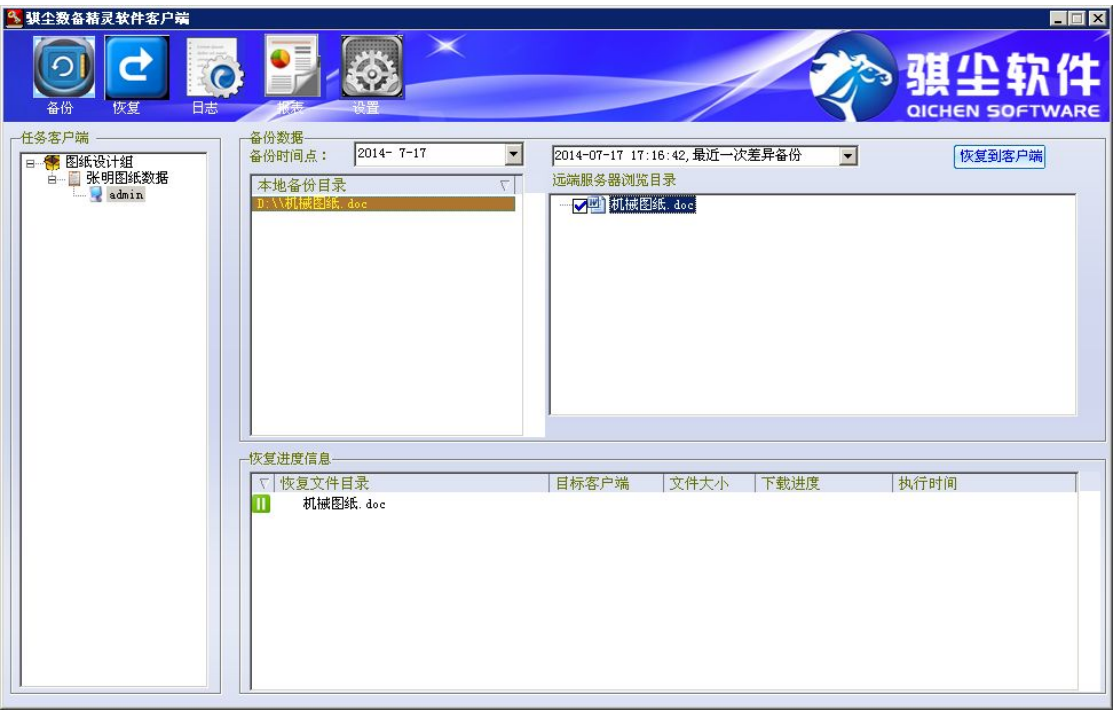 骐尘数备精灵软件客户端
备份 恢复 日志 报表 设置
骐尘软件
QICHEN SOFTWARE
任务客户端
图纸设计组
张明图纸数据
admin
备份数据
备份时间点： 2014- 7-17
2014-07-17 17:16:42,最近一次差异备份
恢复到客户端
本地备份目录
D:\\机械图纸.doc
远端服务器浏览目录
机械图纸.doc
恢复进度信息
恢复文件目录 目标客户端 文件大小 下载进度 执行时间
机械图纸.doc